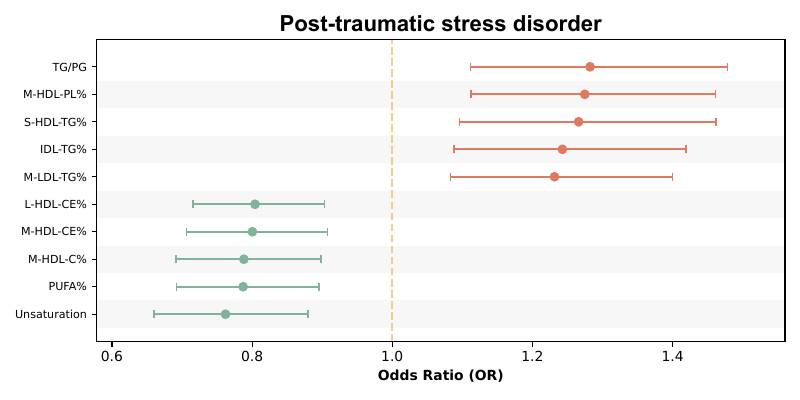 Post-traumatic stress disorder
TG/PG
M-HDL-PL%
S-HDL-TG%
IDL-TG%
M-LDL-TG%
L-HDL-CE%
M-HDL-CE%
M-HDL-C%
PUFA%
Unsaturation
0.6 0.8 1.0 1.2 1.4
Odds Ratio (OR)